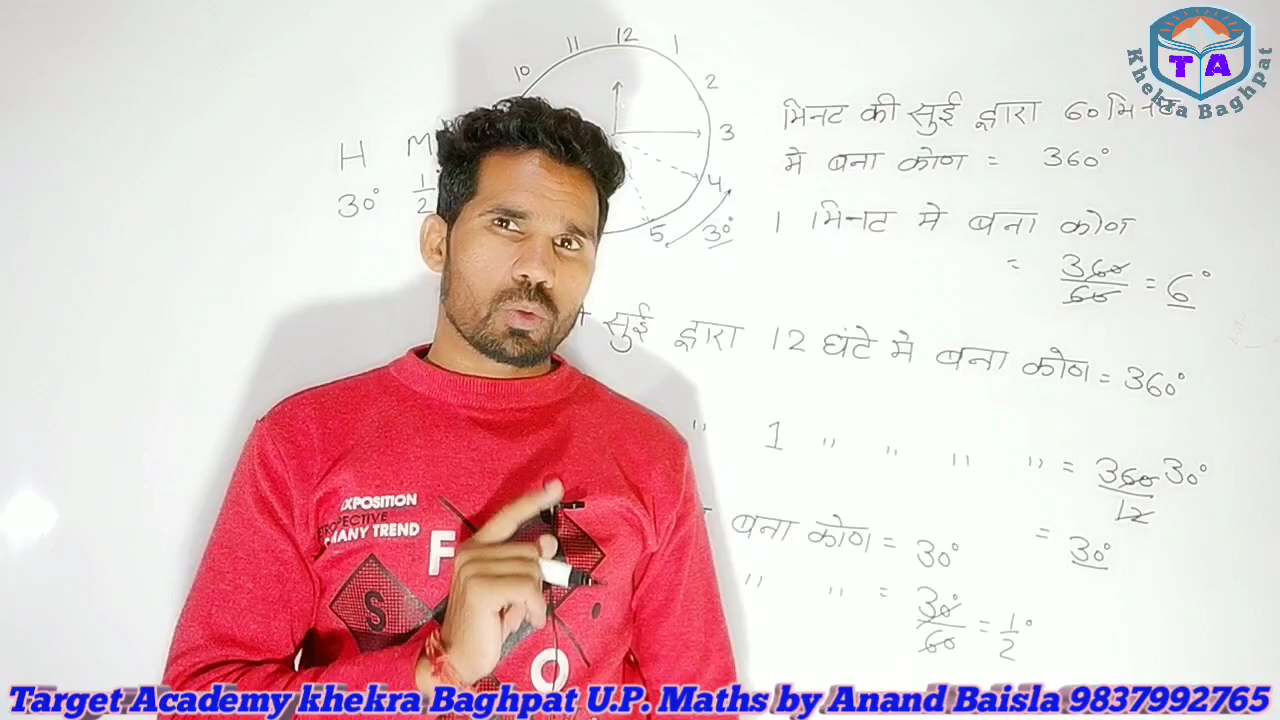 TA
Khekra Baghpat
12
11
1
10
2
3
4
5
30°
H M
30° 1/2
मिनट की सुई द्वारा 60 मिनट
मे बना कोण = 360°
1 मिनट मे बना कोण
= 360/60 = 6°
सुई द्वारा 12 घंटे मे बना कोण = 360°
" 1 " " " " = 360/12 30°
= 30°
बना कोण = 30°
" " = 30°/60 = 1/2°
EXPOSITION
MANY TREND
F
S
O
Target Academy khekra Baghpat U.P. Maths by Anand Baisla 9837992765